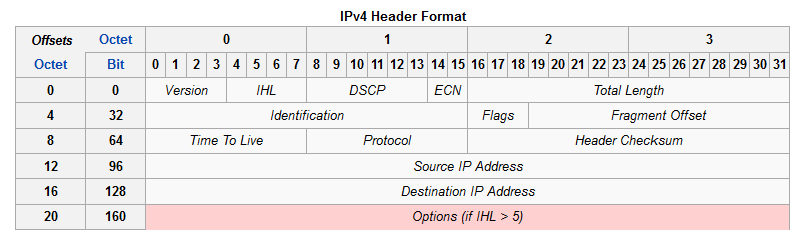 IPv4 Header Format
Offsets Octet 0 1 2 3
Octet Bit 0 1 2 3 4 5 6 7 8 9 10 11 12 13 14 15 16 17 18 19 20 21 22 23 24 25 26 27 28 29 30 31
0 0 Version IHL DSCP ECN Total Length
4 32 Identification Flags Fragment Offset
8 64 Time To Live Protocol Header Checksum
12 96 Source IP Address
16 128 Destination IP Address
20 160 Options (if IHL > 5)